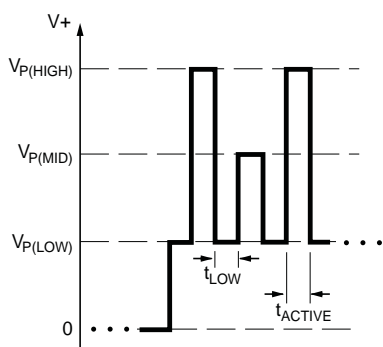 V+
VP(HIGH)
VP(MID)
VP(LOW)
tLOW
tACTIVE
0